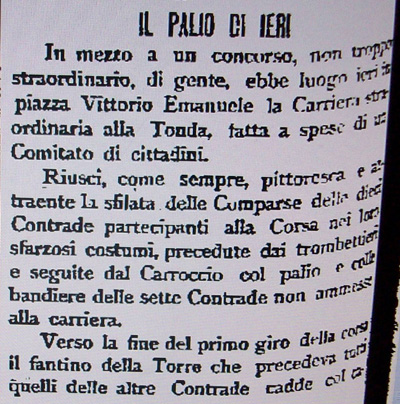 IL PALIO DI IERI
In mezzo a un concorso, non troppo
straordinario, di gente, ebbe luogo ieri in
piazza Vittorio Emanuele la Carriera stra-
ordinaria alla Tonda, fatta a spese di un
Comitato di cittadini.
Riuscì, come sempre, pittoresca e at-
traente la sfilata delle Comparse delle dieci
Contrade partecipanti alla Corsa nei loro
sfarzosi costumi, precedute dai trombettieri
e seguite dal Carroccio col palio e colle
bandiere delle sette Contrade non ammesse
alla carriera.
Verso la fine del primo giro della corsa
il fantino della Torre che precedeva tutti
quelli delle altre Contrade cadde col ca-